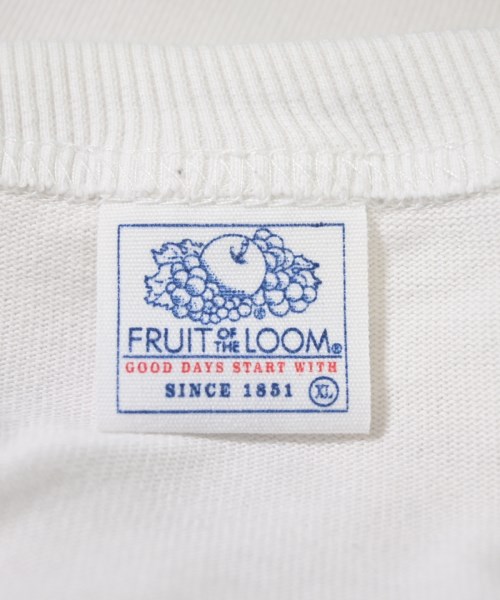 ®
FRUIT OF THE LOOM®
GOOD DAYS START WITH
SINCE 1851 XL